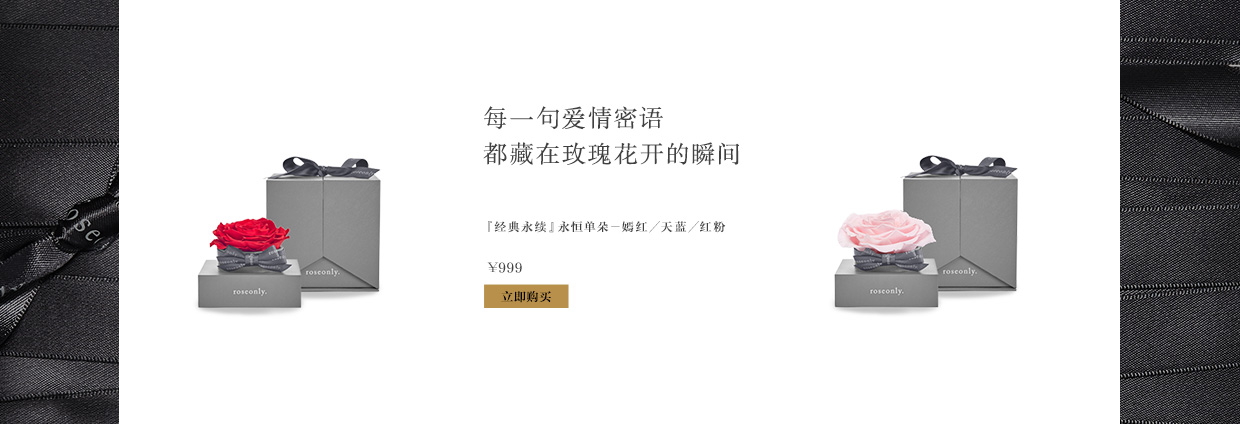 每一句爱情密语
都藏在玫瑰花开的瞬间
『经典永续』永恒单朵—嫣红／天蓝／红粉
¥999
立即购买
roseonly.
roseonly.
roseonly.
roseonly.
rose